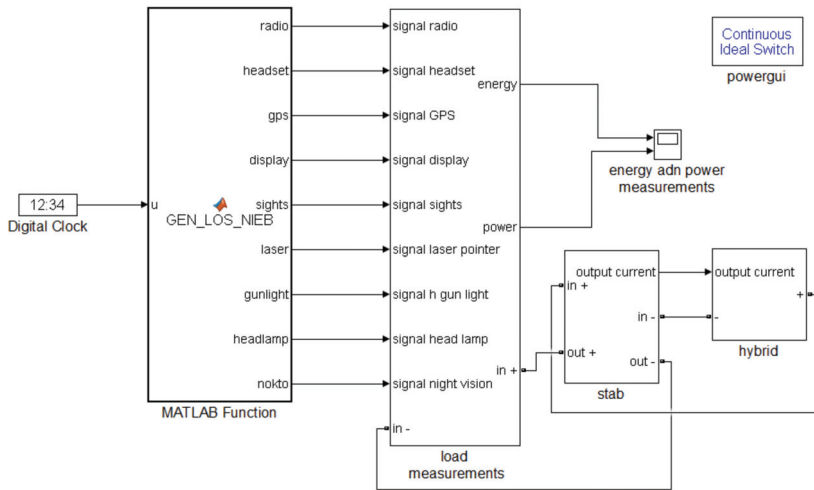 radio
headset
gps
display
sights
laser
gunlight
headlamp
nokto
u
GEN_LOS_NIEB
MATLAB Function
12:34
Digital Clock
signal radio
signal headset
signal GPS
signal display
signal sights
signal laser pointer
signal h gun light
signal head lamp
signal night vision
in -
energy
power
in +
load
measurements
Continuous
Ideal Switch
powergui
energy adn power
measurements
output current
in +
in -
out +
out -
stab
output current
+
-
hybrid